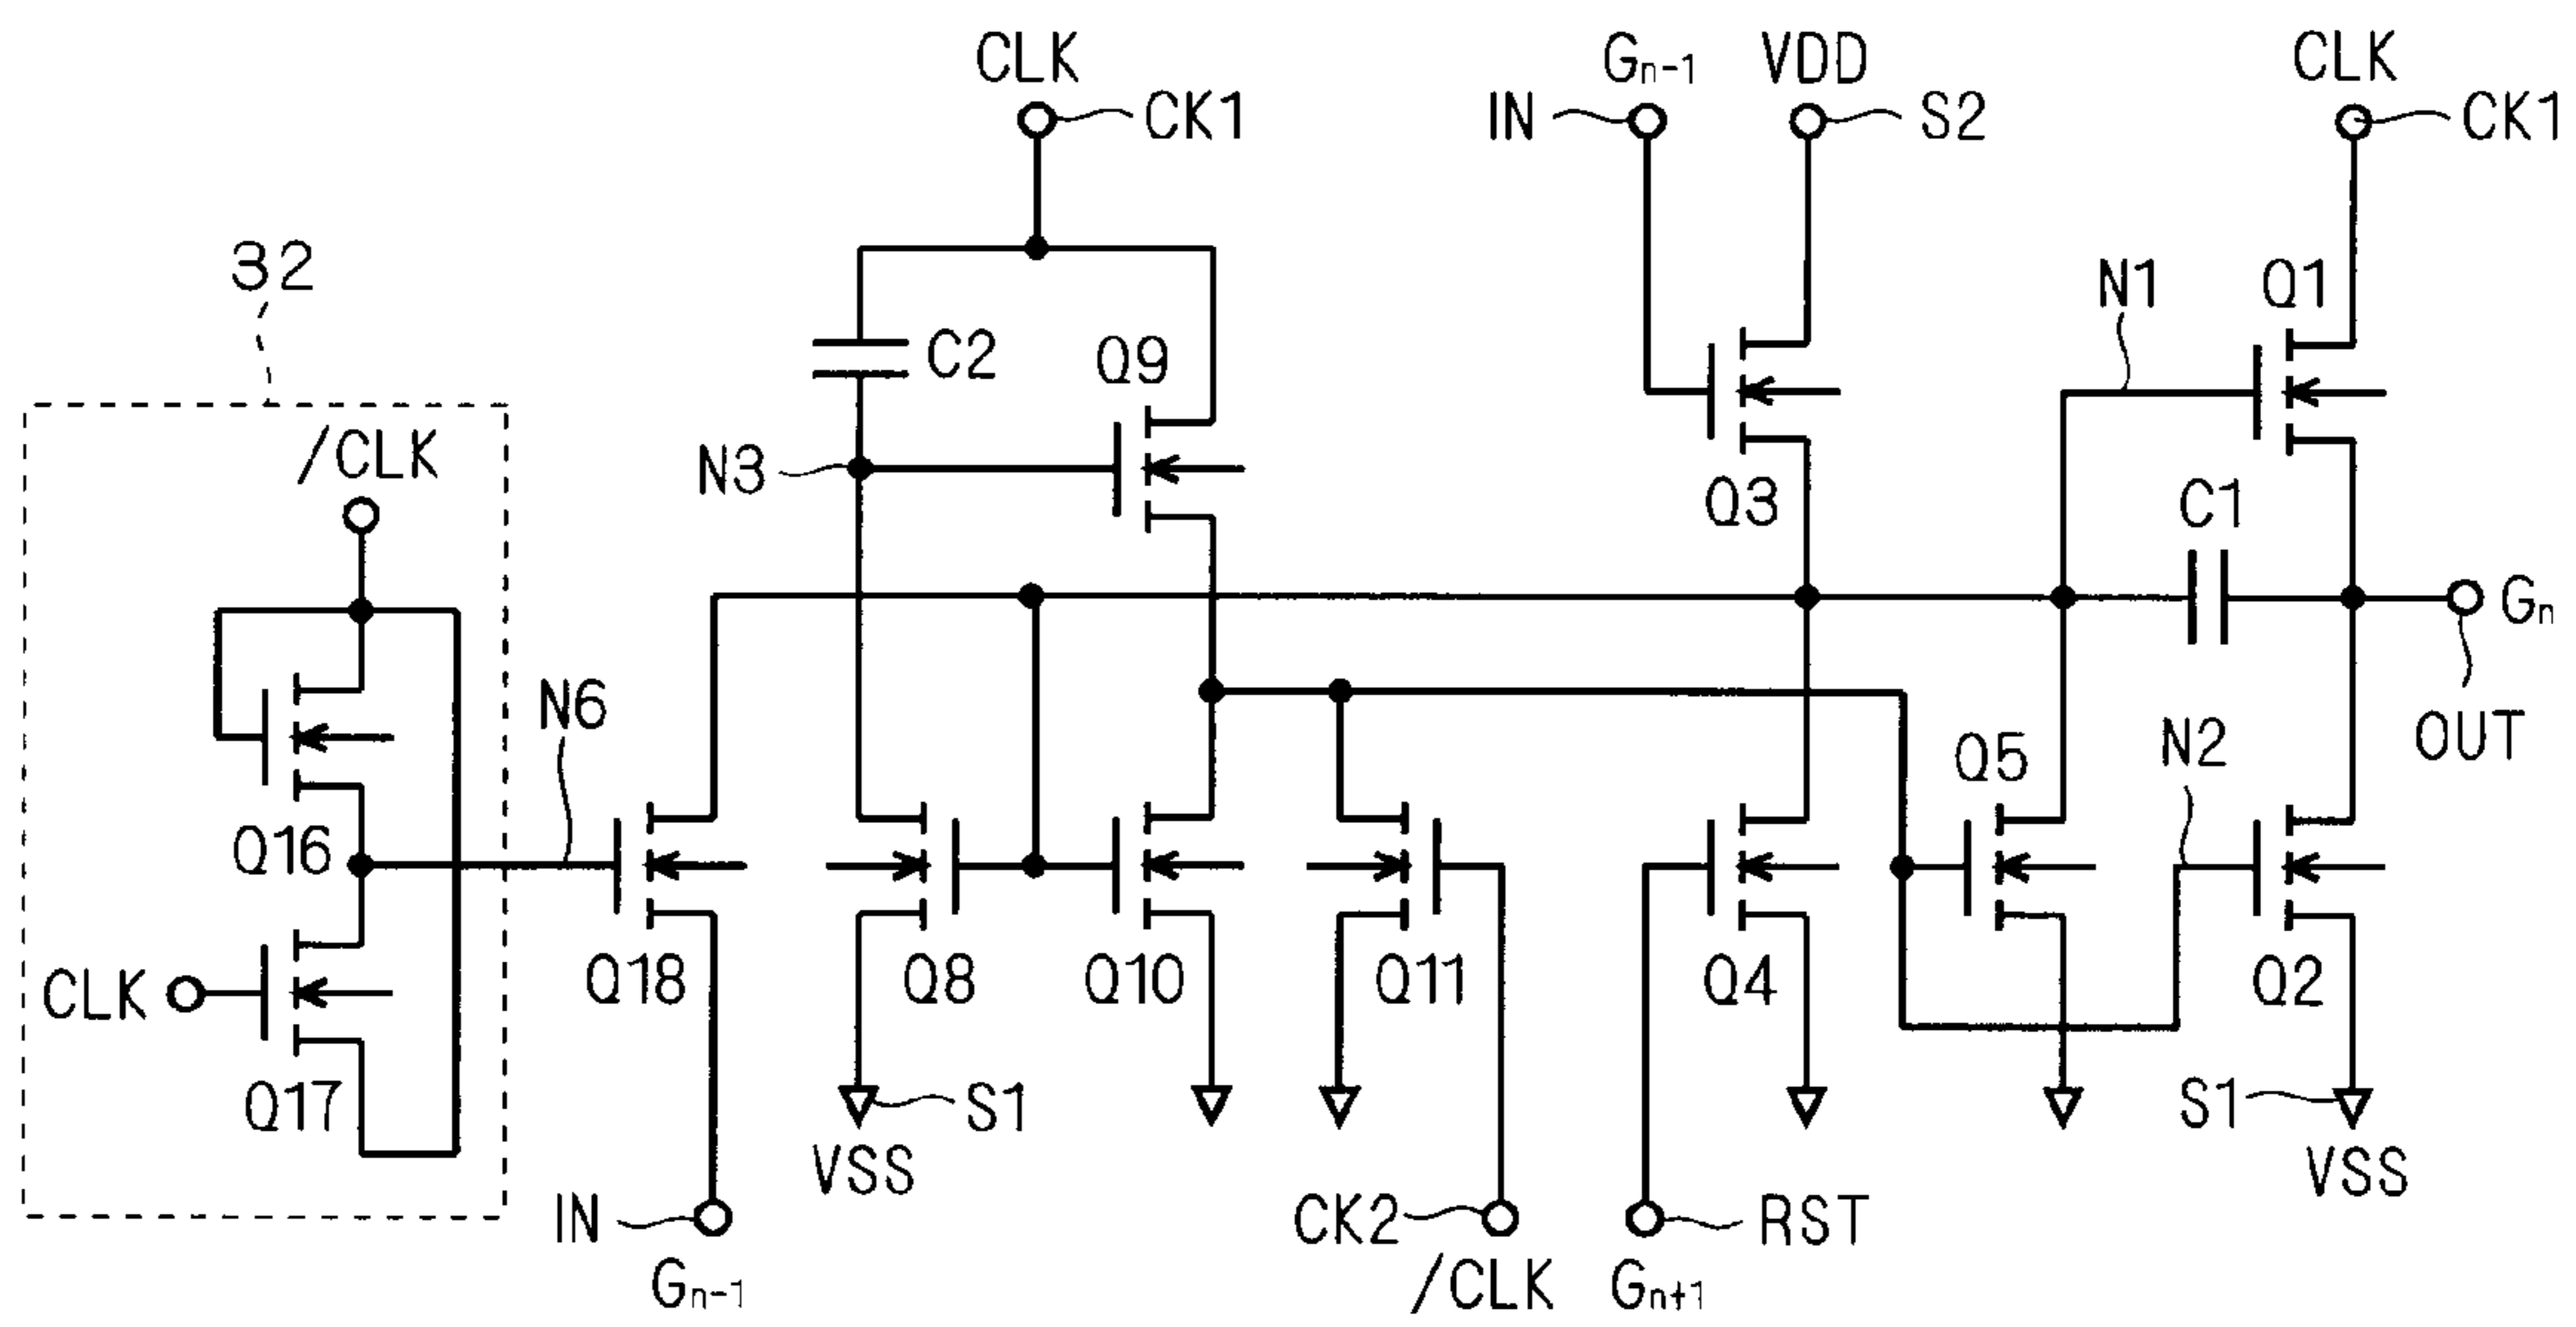 CLK
CK1
Gn-1
IN
VDD
S2
CLK
CK1
32
N1
Q1
C2
Q9
/CLK
N3
Q3
C1
Gn
N6
Q5
N2
OUT
Q16
CLK
Q18
Q8
Q10
Q11
Q4
Q2
Q17
S1
S1
VSS
VSS
IN
CK2
RST
Gn-1
/CLK
Gn+1